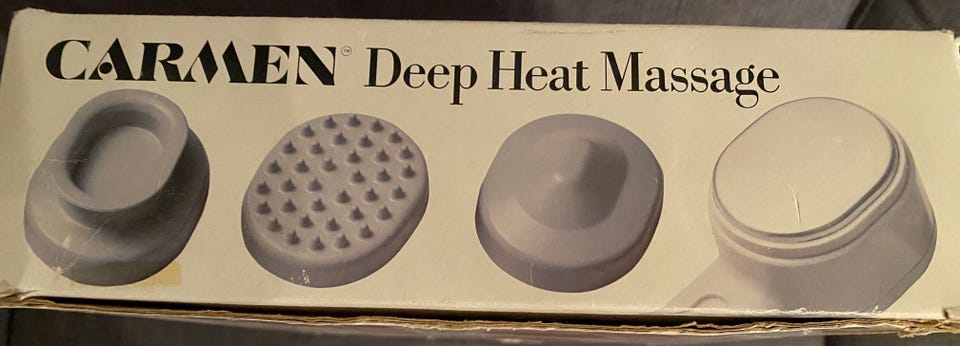 CARMEN™ Deep Heat Massage